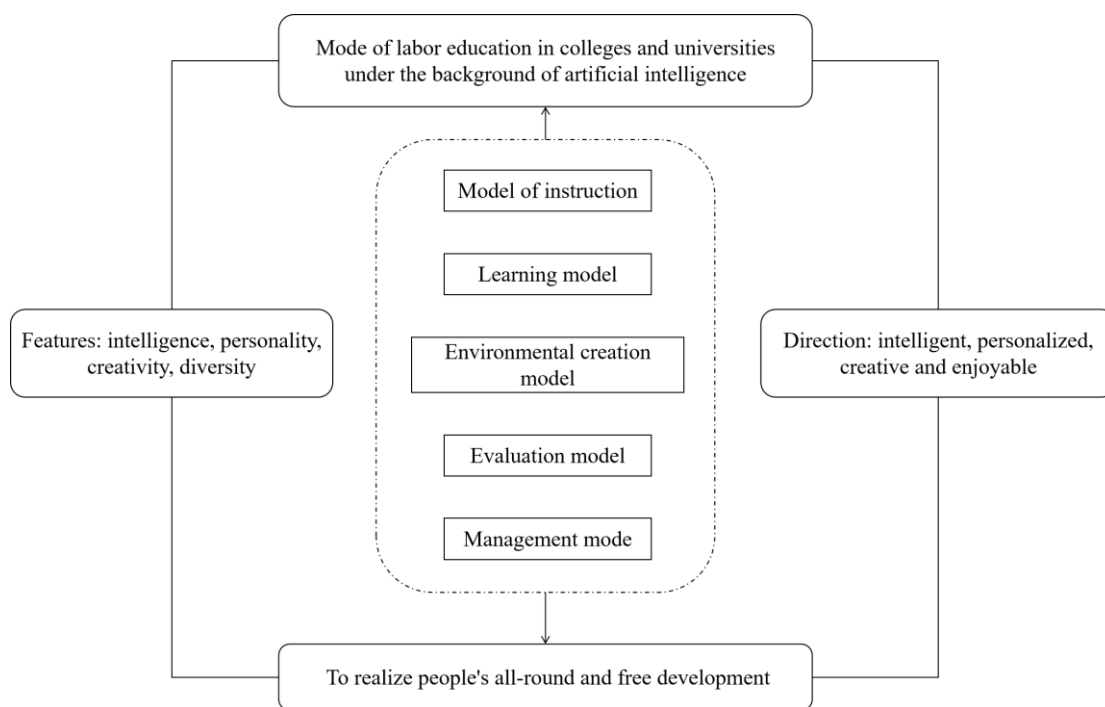 Mode of labor education in colleges and universities
under the background of artificial intelligence
Model of instruction
Learning model
Features: intelligence, personality,
creativity, diversity
Environmental creation
model
Direction: intelligent, personalized,
creative and enjoyable
Evaluation model
Management mode
To realize people's all-round and free development